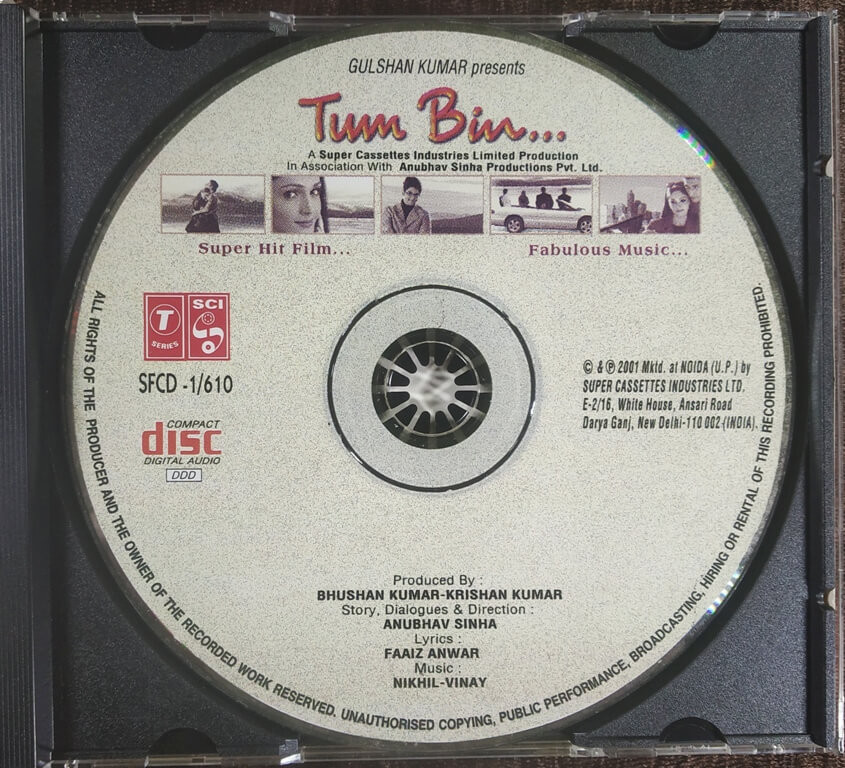 GULSHAN KUMAR presents
Tum Bin...
A Super Cassettes Industries Limited Production
In Association With Anubhav Sinha Productions Pvt. Ltd.
Super Hit Film...
Fabulous Music...
T
SERIES
SCI
SFCD -1/610
COMPACT
disc
DIGITAL AUDIO
DDD
© & ℗ 2001 Mktd. at NOIDA (U.P.) by
SUPER CASSETTES INDUSTRIES LTD.
E-2/16, White House, Ansari Road
Darya Ganj, New Delhi-110 002 (INDIA).
Produced By :
BHUSHAN KUMAR-KRISHAN KUMAR
Story, Dialogues & Direction :
ANUBHAV SINHA
Lyrics :
FAAIZ ANWAR
Music :
NIKHIL-VINAY
ALL RIGHTS OF THE PRODUCER AND THE OWNER OF THE RECORDED WORK RESERVED. UNAUTHORISED COPYING, PUBLIC PERFORMANCE, BROADCASTING, HIRING OR RENTAL OF THIS RECORDING PROHIBITED.